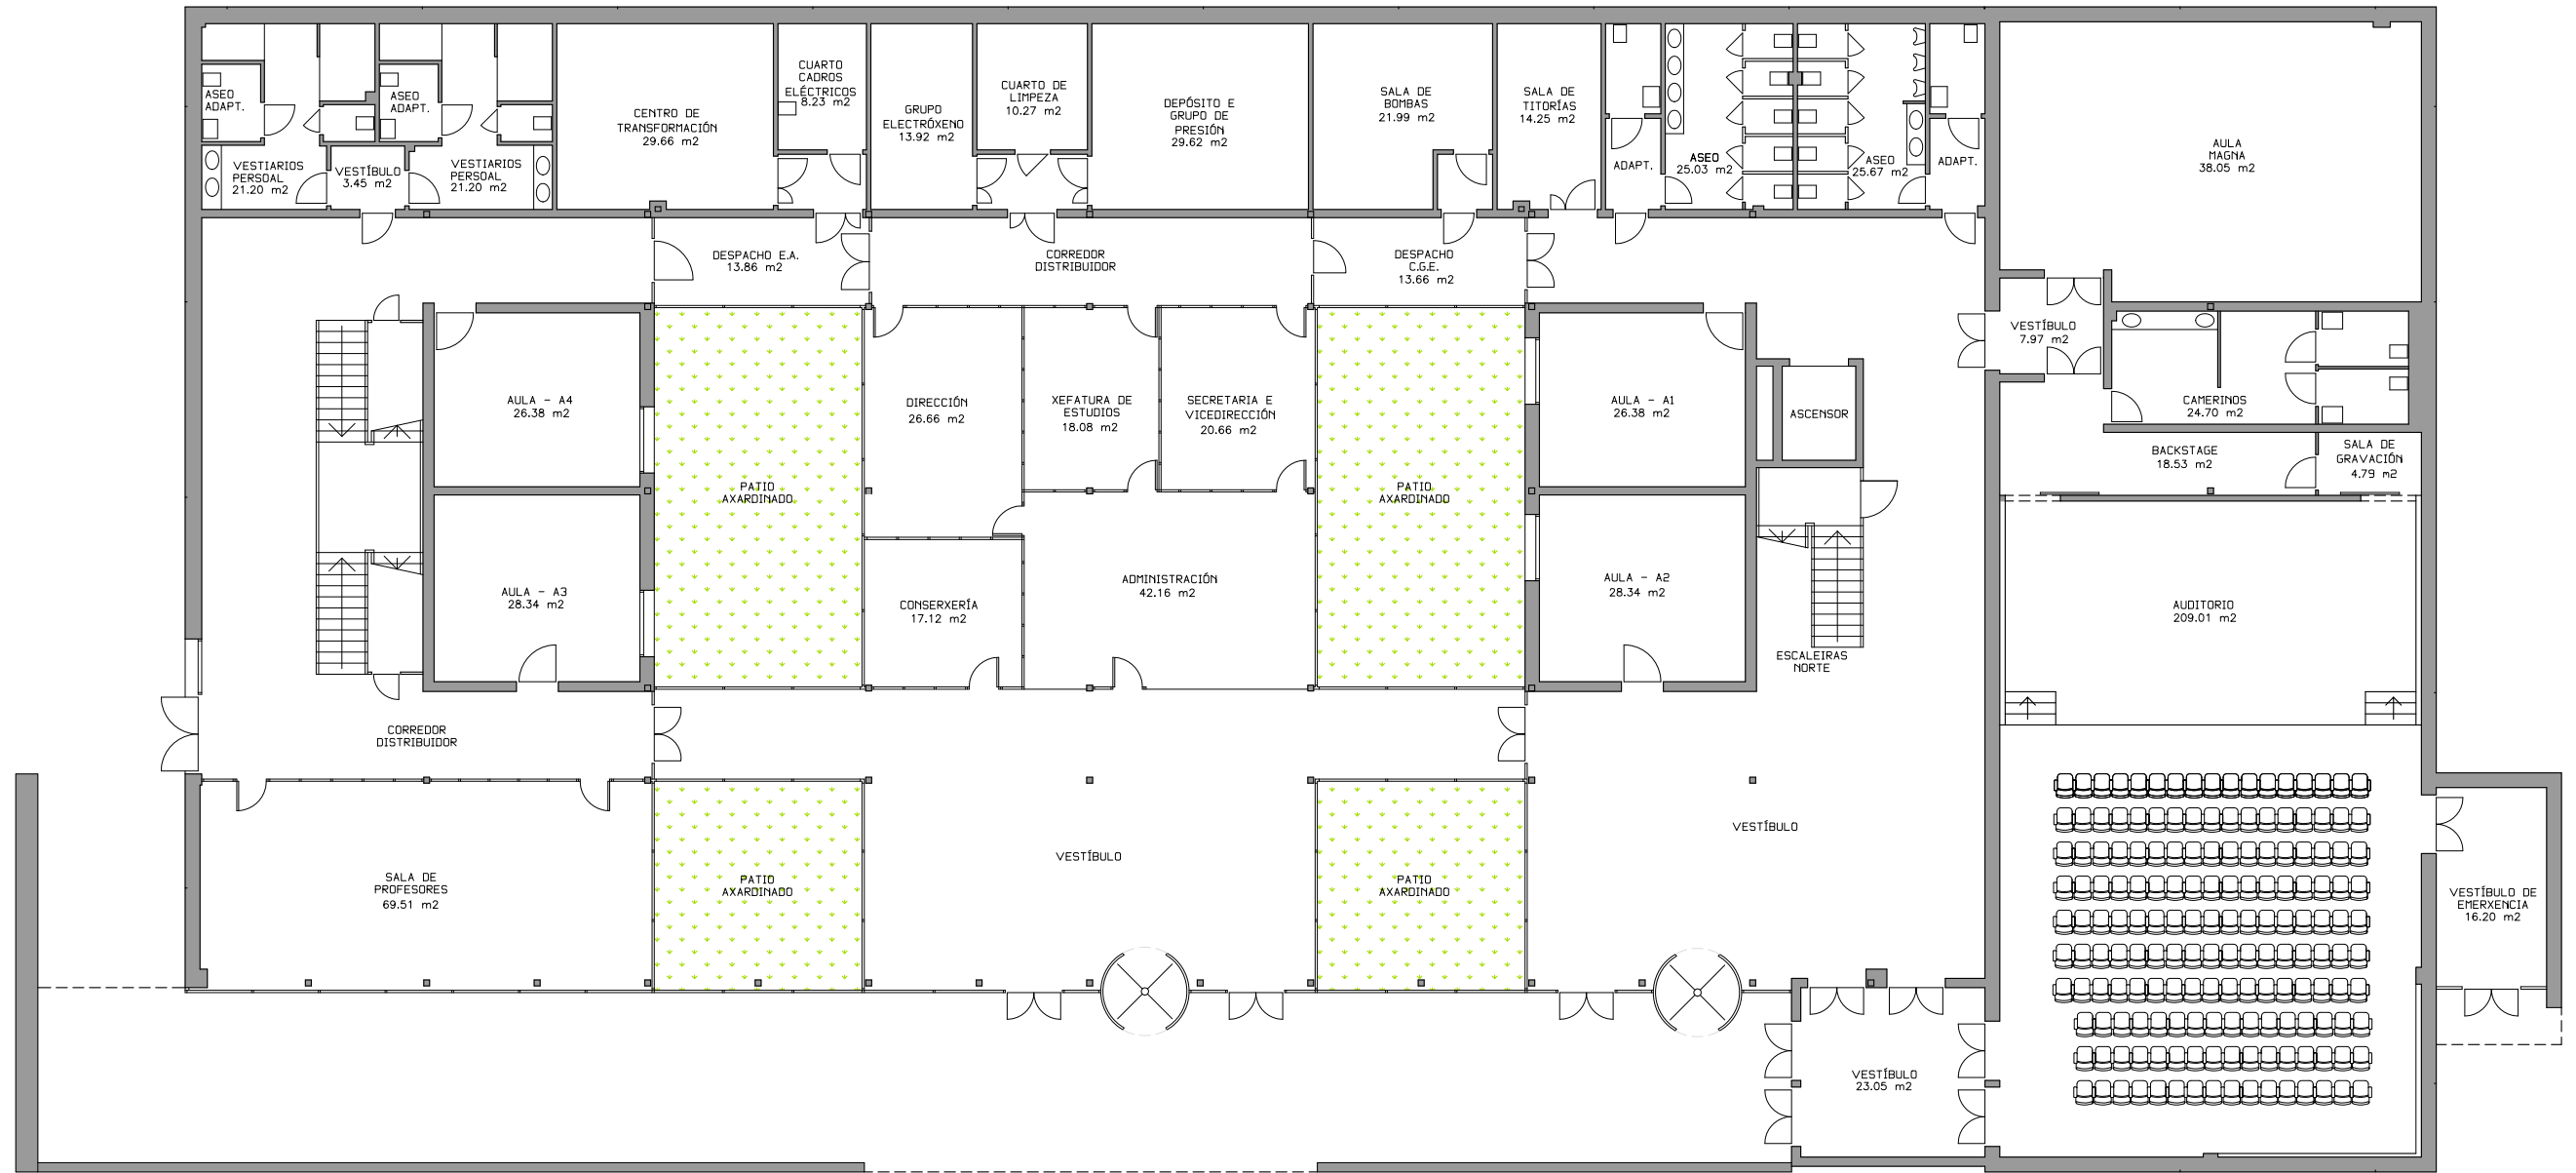 ASEO
ADAPT.
VESTIARIOS
PERSOAL
21.20 m2
VESTÍBULO
3.45 m2
ASEO
ADAPT.
VESTIARIOS
PERSOAL
21.20 m2
CENTRO DE
TRANSFORMACIÓN
29.66 m2
CUARTO
CADROS
ELÉCTRICOS
8.23 m2
GRUPO
ELECTRÓXENO
13.92 m2
CUARTO DE
LIMPEZA
10.27 m2
DEPÓSITO E
GRUPO DE
PRESIÓN
29.62 m2
SALA DE
BOMBAS
21.99 m2
SALA DE
TITORÍAS
14.25 m2
ADAPT.
ASEO
25.03 m2
ASEO
25.67 m2
ADAPT.
AULA
MAGNA
38.05 m2
DESPACHO E.A.
13.86 m2
CORREDOR
DISTRIBUIDOR
DESPACHO
C.G.E.
13.66 m2
VESTÍBULO
7.97 m2
AULA - A4
26.38 m2
DIRECCIÓN
26.66 m2
XEFATURA DE
ESTUDIOS
18.08 m2
SECRETARIA E
VICEDIRECCIÓN
20.66 m2
AULA - A1
26.38 m2
ASCENSOR
CAMERINOS
24.70 m2
BACKSTAGE
18.53 m2
SALA DE
GRAVACIÓN
4.79 m2
PATIO
AXARDINADO
PATIO
AXARDINADO
AULA - A3
28.34 m2
CONSERXERÍA
17.12 m2
ADMINISTRACIÓN
42.16 m2
AULA - A2
28.34 m2
ESCALEIRAS
NORTE
AUDITORIO
209.01 m2
CORREDOR
DISTRIBUIDOR
SALA DE
PROFESORES
69.51 m2
PATIO
AXARDINADO
VESTÍBULO
PATIO
AXARDINADO
VESTÍBULO
VESTÍBULO DE
EMERXENCIA
16.20 m2
VESTÍBULO
23.05 m2